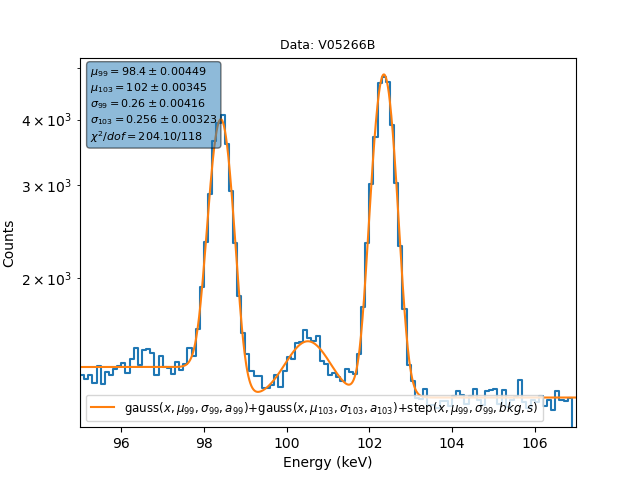 Data: V05266B
μ₉₉ = 98.4 ± 0.00449
μ₁₀₃ = 102 ± 0.00345
σ₉₉ = 0.26 ± 0.00416
σ₁₀₃ = 0.256 ± 0.00323
χ²/dof = 204.10/118
4 × 10³
3 × 10³
2 × 10³
Counts
gauss(x, μ₉₉, σ₉₉, a₉₉)+gauss(x, μ₁₀₃, σ₁₀₃, a₁₀₃)+step(x, μ₉₉, σ₉₉, bkg, s)
96 98 100 102 104 106
Energy (keV)